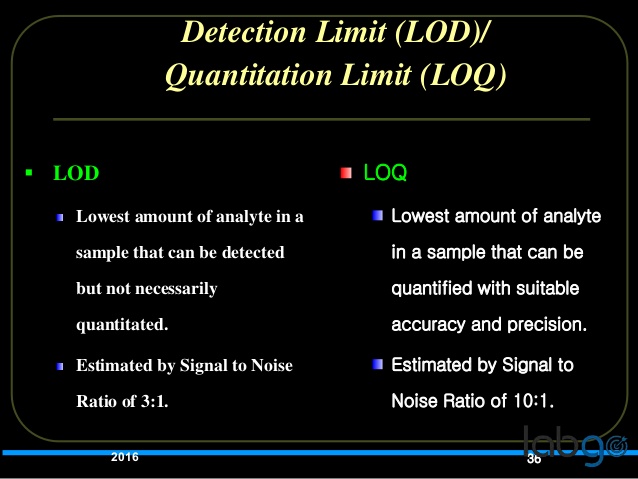 Detection Limit (LOD)/
Quantitation Limit (LOQ)
LOD
Lowest amount of analyte in a
sample that can be detected
but not necessarily
quantitated.
Estimated by Signal to Noise
Ratio of 3:1.
LOQ
Lowest amount of analyte
in a sample that can be
quantified with suitable
accuracy and precision.
Estimated by Signal to
Noise Ratio of 10:1.
labgo
2016
36